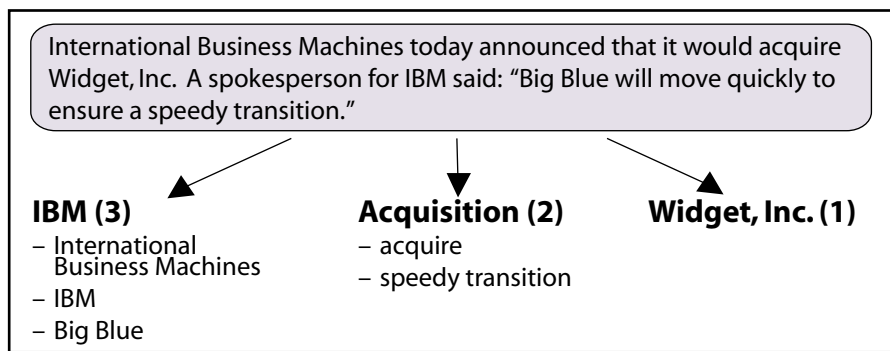 International Business Machines today announced that it would acquire
Widget, Inc. A spokesperson for IBM said: “Big Blue will move quickly to
ensure a speedy transition.”
IBM (3)
– International
Business Machines
– IBM
– Big Blue
Acquisition (2)
– acquire
– speedy transition
Widget, Inc. (1)